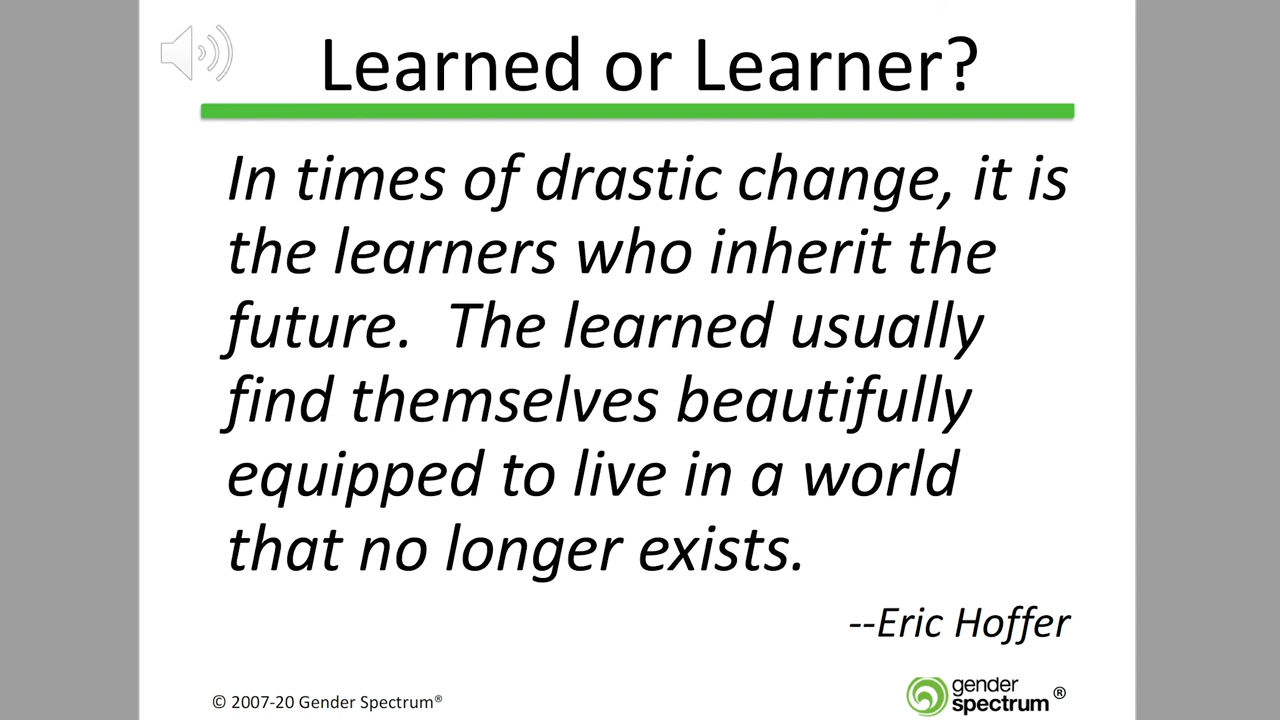 Learned or Learner?
In times of drastic change, it is
the learners who inherit the
future.  The learned usually
find themselves beautifully
equipped to live in a world
that no longer exists.
--Eric Hoffer
© 2007-20 Gender Spectrum®
gender
spectrum ®